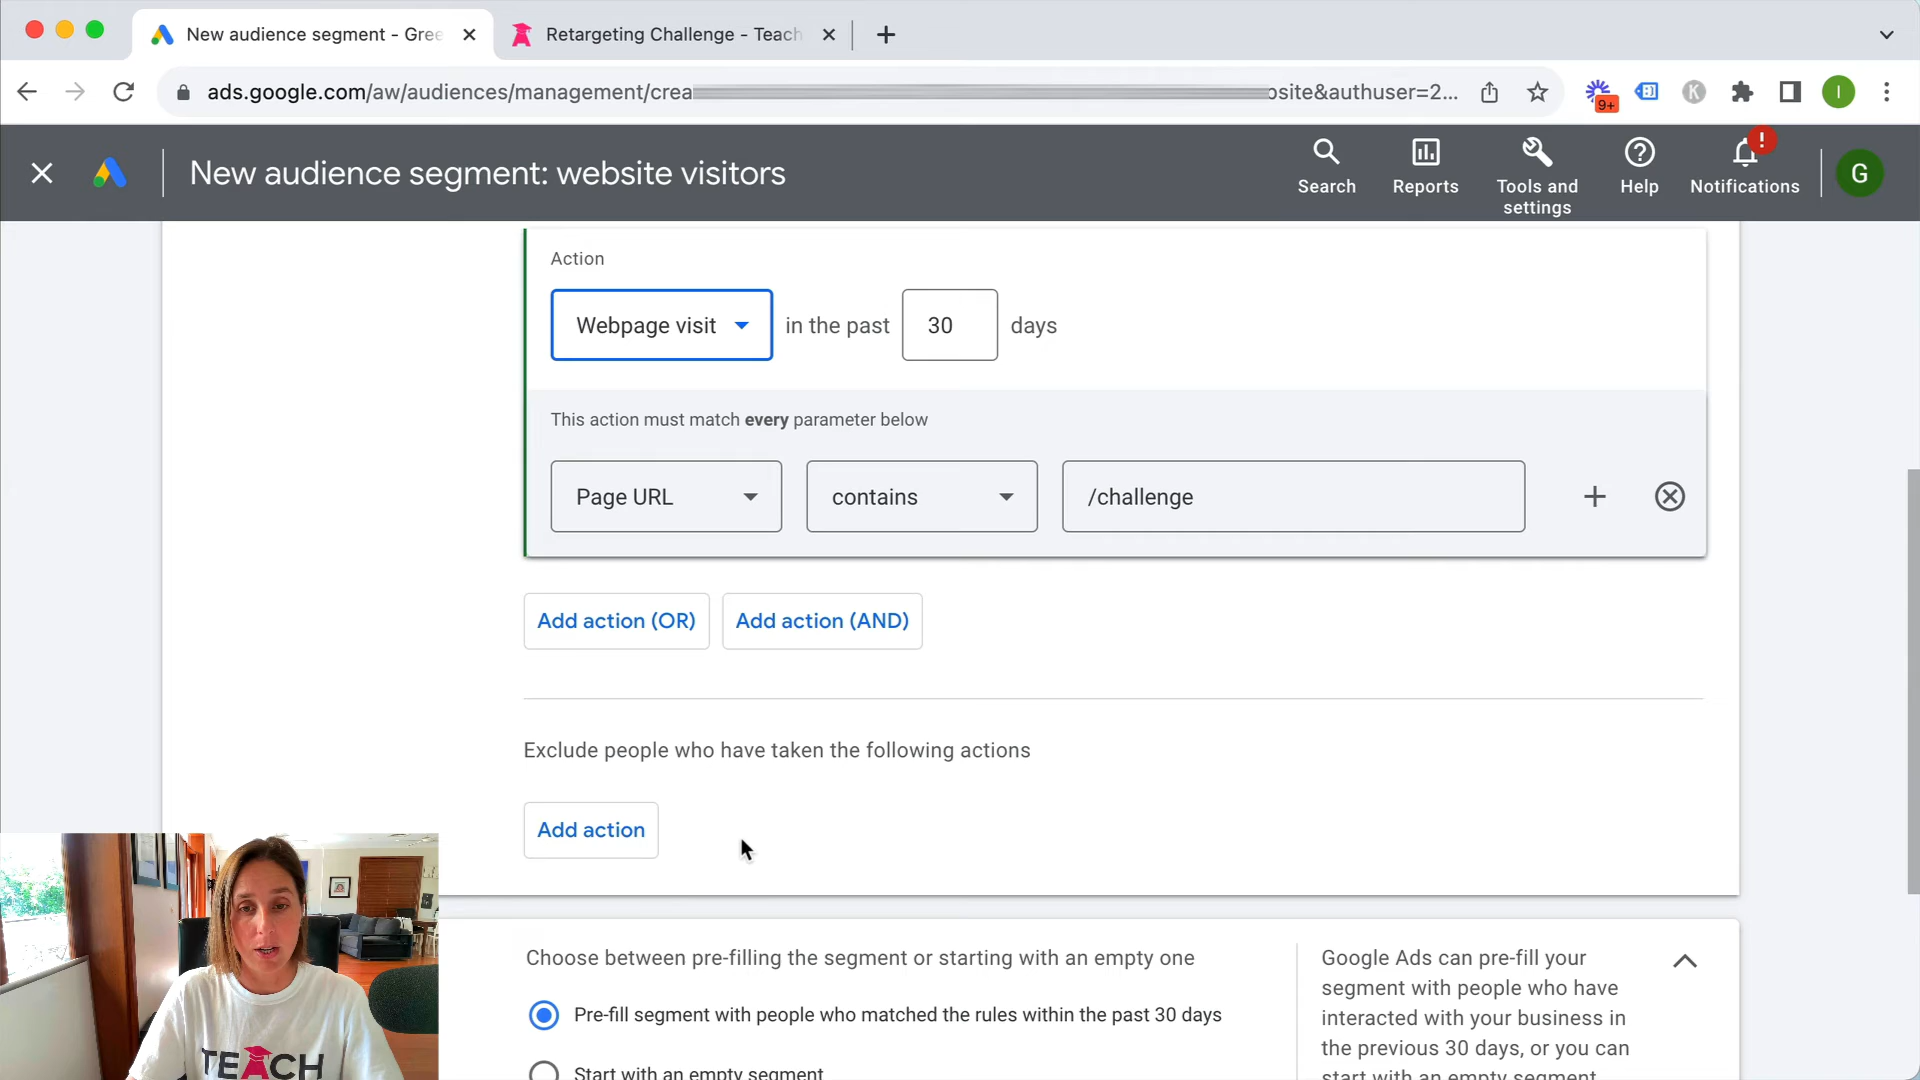 New audience segment - Gree
Retargeting Challenge - Teach
ads.google.com/aw/audiences/management/crea
osite&authuser=2...
9+
K
I
New audience segment: website visitors
Search
Reports
Tools and
settings
Help
!
Notifications
G
Action
Webpage visit
in the past
30
days
This action must match every parameter below
Page URL
contains
/challenge
Add action (OR)
Add action (AND)
Exclude people who have taken the following actions
Add action
Choose between pre-filling the segment or starting with an empty one
Pre-fill segment with people who matched the rules within the past 30 days
Start with an empty segment
Google Ads can pre-fill your
segment with people who have
interacted with your business in
the previous 30 days, or you can
start with an empty segment
TEACH